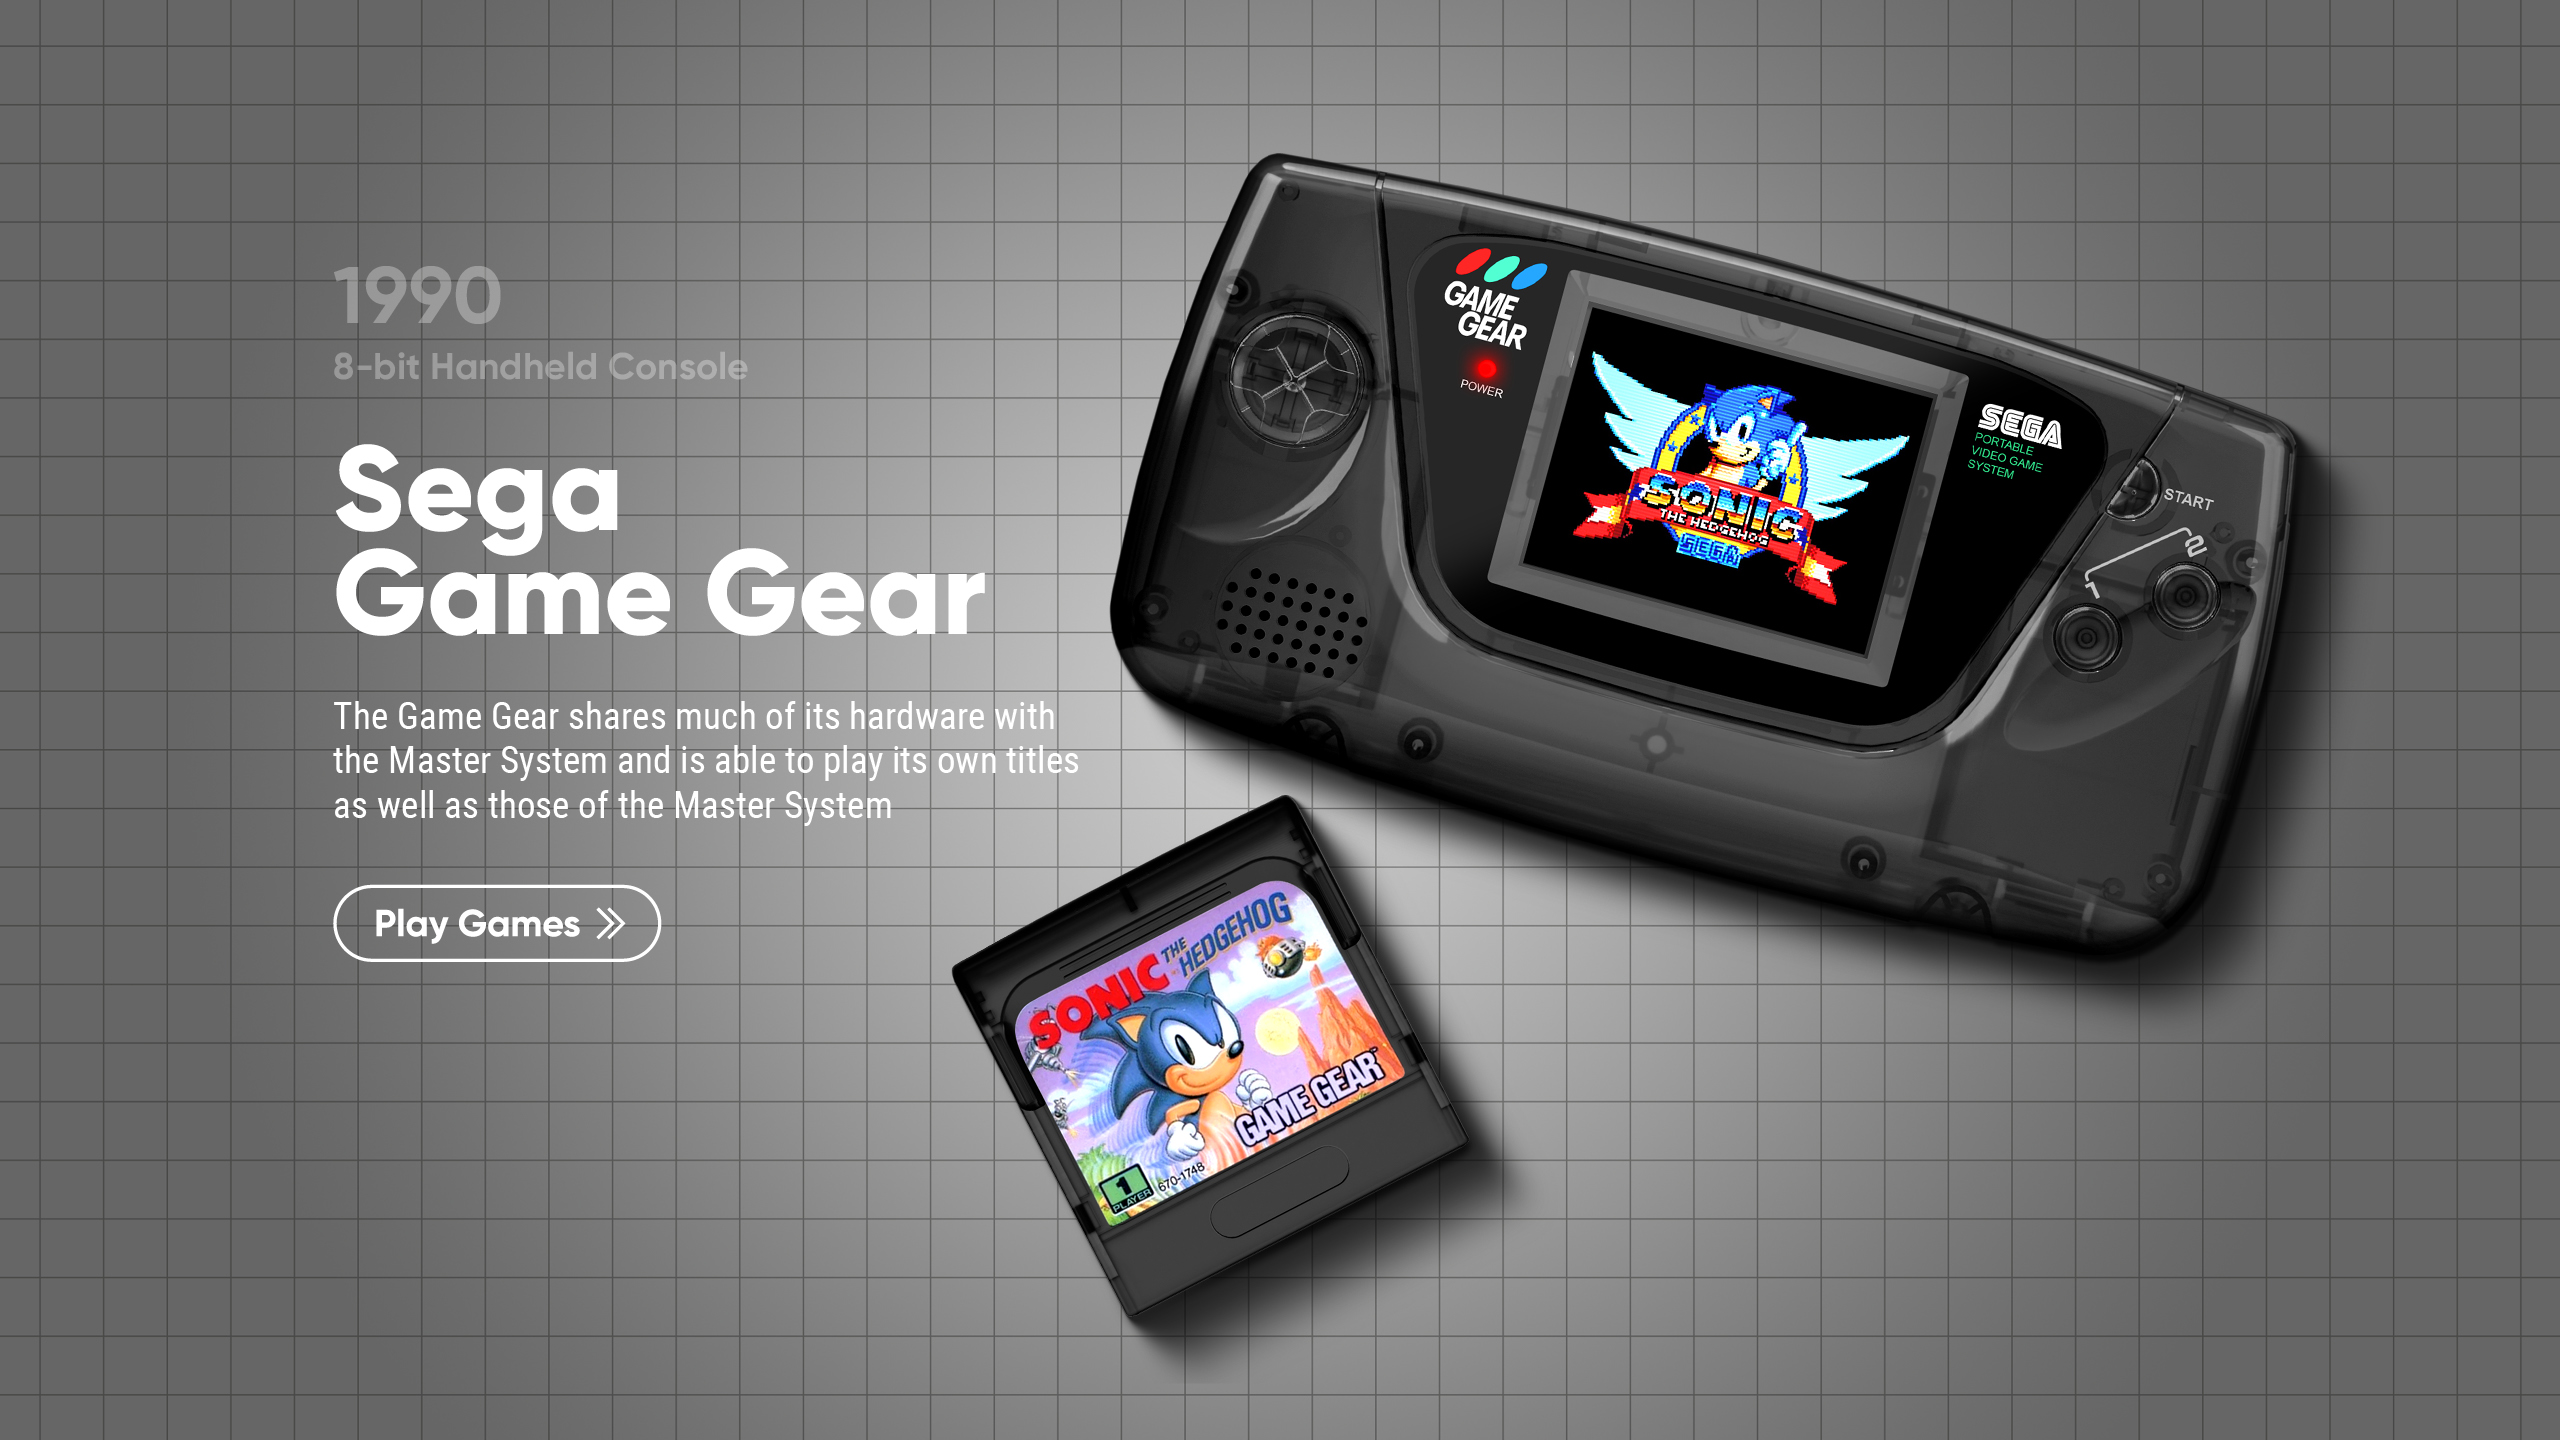 1990
8-bit Handheld Console
Sega
Game Gear
The Game Gear shares much of its hardware with
the Master System and is able to play its own titles
as well as those of the Master System
Play Games
GAME
GEAR
POWER
SONIC
THE HEDGEHOG
SEGA
SEGA
PORTABLE
VIDEO GAME
SYSTEM
START
2
1
SONIC THE HEDGEHOG
GAME GEAR™
1
PLAYER
670-1748